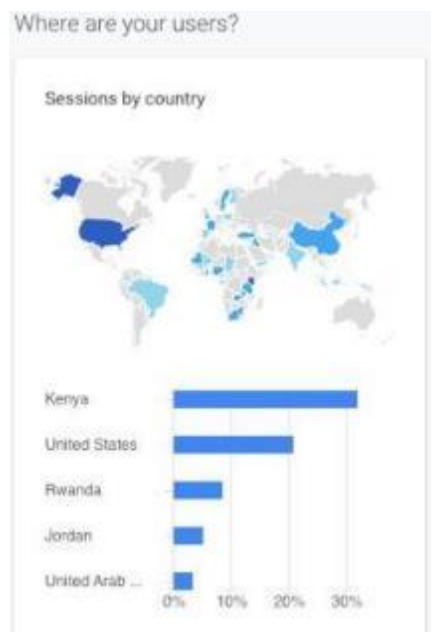 Where are your users?
Sessions by country
Kenya
United States
Rwanda
Jordan
United Arab ...
0% 10% 20% 30%